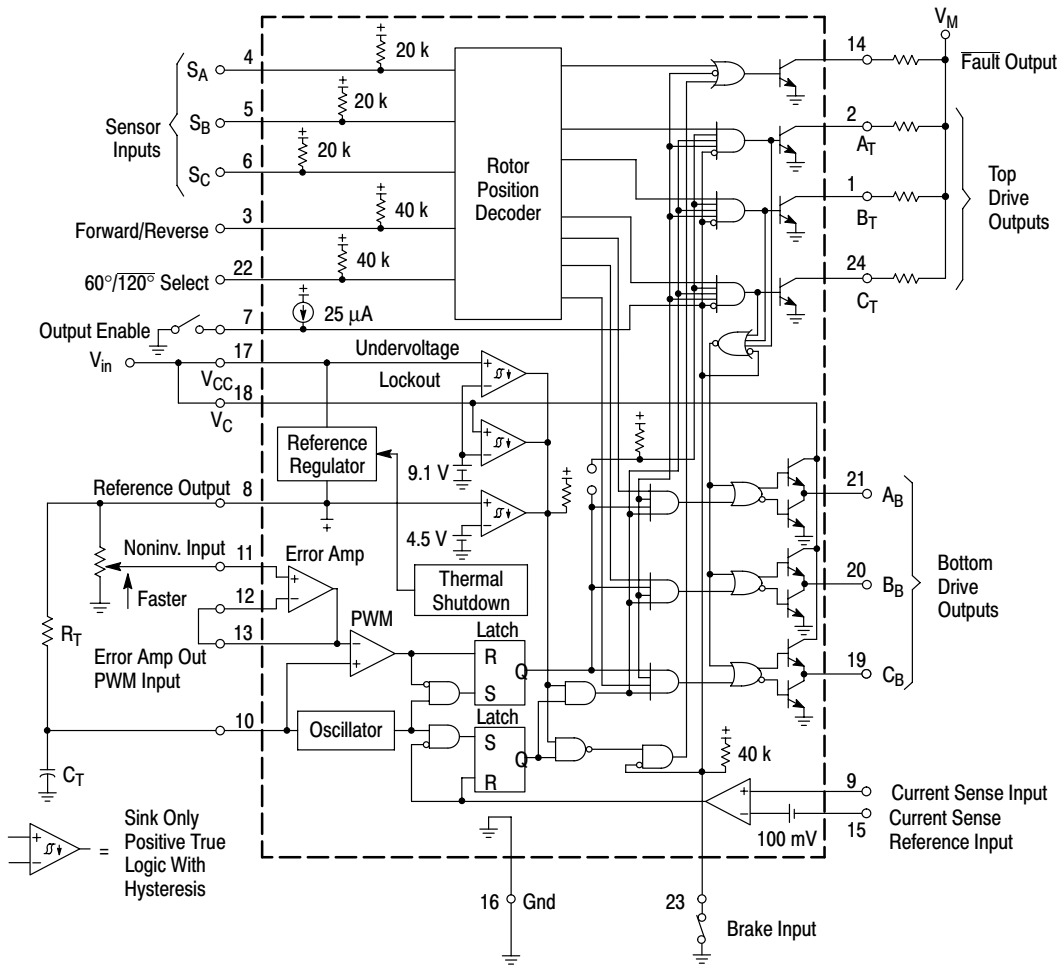 V_M
14
Fault Output
4
S_A
20 k
5
S_B
20 k
Sensor
Inputs
6
S_C
20 k
3
Forward/Reverse
40 k
22
60°/120° Select
40 k
7
Output Enable
25 μA
Rotor
Position
Decoder
2
A_T
1
B_T
24
C_T
Top
Drive
Outputs
V_in
17
V_CC
18
V_C
Undervoltage
Lockout
Reference
Regulator
9.1 V
Reference Output
8
4.5 V
Noninv. Input
11
Error Amp
Faster
12
13
R_T
Error Amp Out
PWM Input
PWM
Thermal
Shutdown
Latch
R
Q
S
Latch
S
Q
R
10
Oscillator
C_T
21
A_B
20
B_B
19
C_B
Bottom
Drive
Outputs
40 k
9
Current Sense Input
15
Current Sense
Reference Input
100 mV
=
Sink Only
Positive True
Logic With
Hysteresis
16
Gnd
23
Brake Input